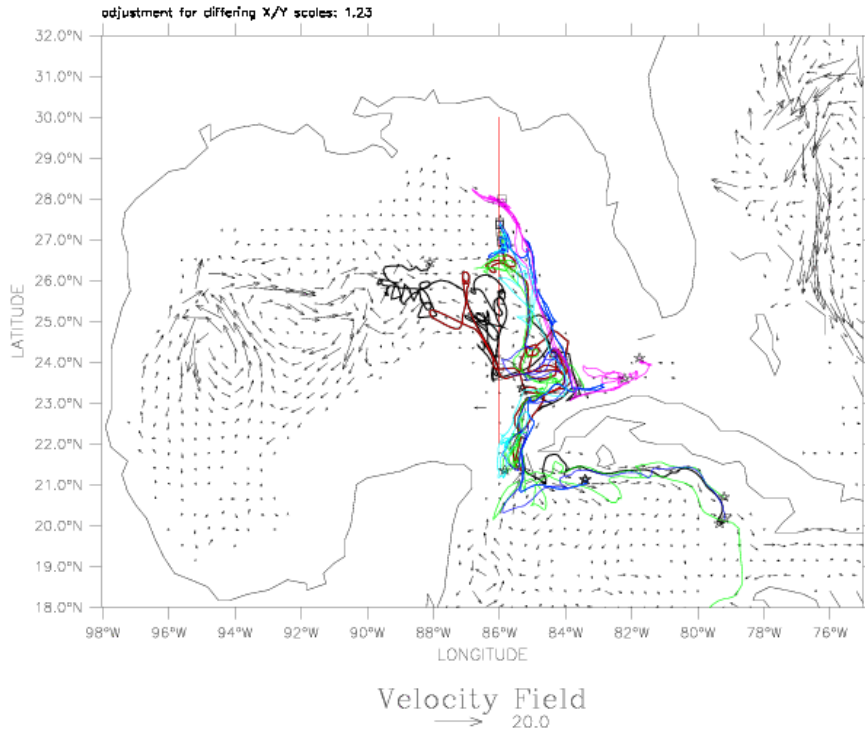 adjustment for differing X/Y scales: 1.23
32.0°N
31.0°N
30.0°N
29.0°N
28.0°N
27.0°N
26.0°N
25.0°N
24.0°N
23.0°N
22.0°N
21.0°N
20.0°N
19.0°N
18.0°N
LATITUDE
98°W 96°W 94°W 92°W 90°W 88°W 86°W 84°W 82°W 80°W 78°W 76°W
LONGITUDE
Velocity Field
20.0